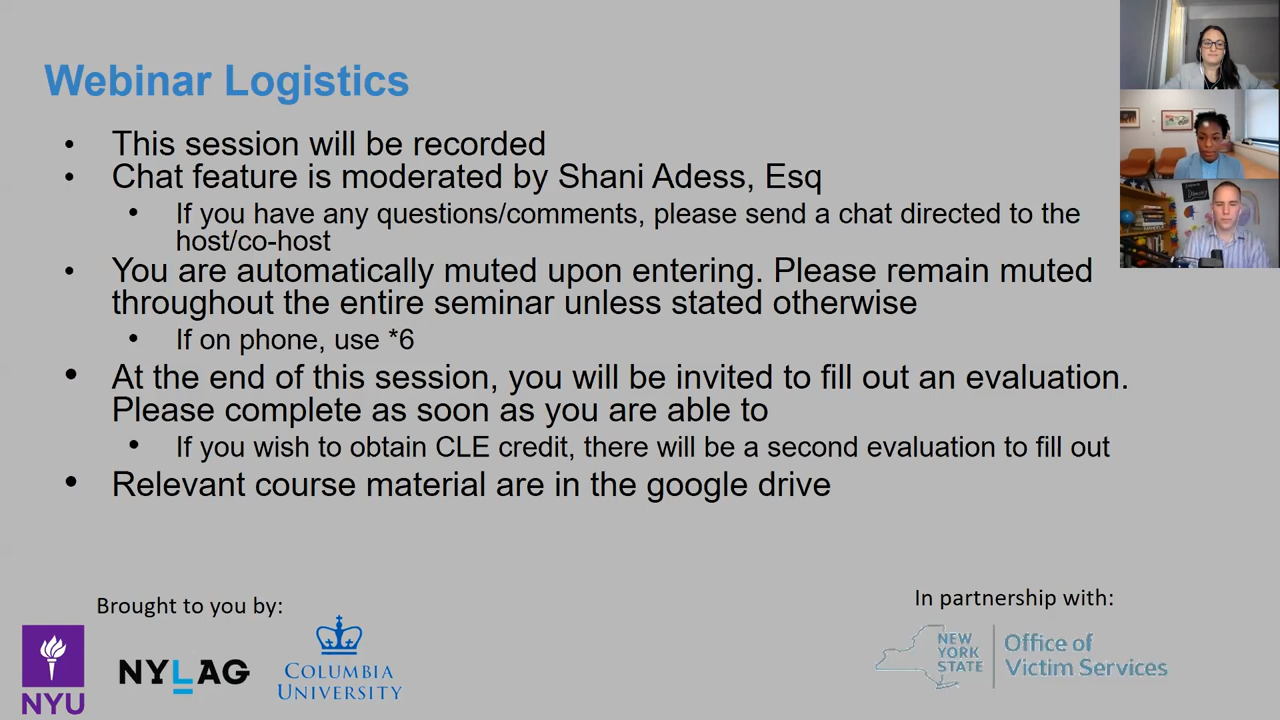 Webinar Logistics
• This session will be recorded
• Chat feature is moderated by Shani Adess, Esq
• If you have any questions/comments, please send a chat directed to the
host/co-host
• You are automatically muted upon entering. Please remain muted
throughout the entire seminar unless stated otherwise
• If on phone, use *6
• At the end of this session, you will be invited to fill out an evaluation.
Please complete as soon as you are able to
• If you wish to obtain CLE credit, there will be a second evaluation to fill out
• Relevant course material are in the google drive
Brought to you by:
NYU
NYLAG
COLUMBIA
UNIVERSITY
In partnership with:
NEW
YORK
STATE
Office of
Victim Services